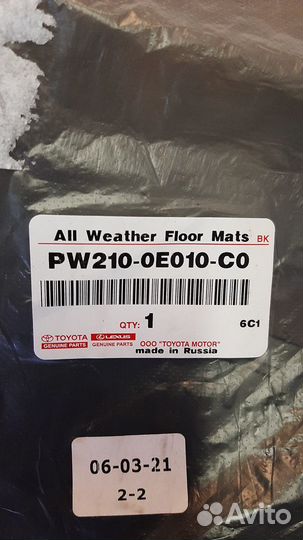 All Weather Floor Mats BK
PW210-0E010-C0
QTY: 1 6C1
TOYOTA LEXUS ООО "TOYOTA MOTOR"
GENUINE PARTS GENUINE PARTS made in Russia
06-03-21
2-2
Avito